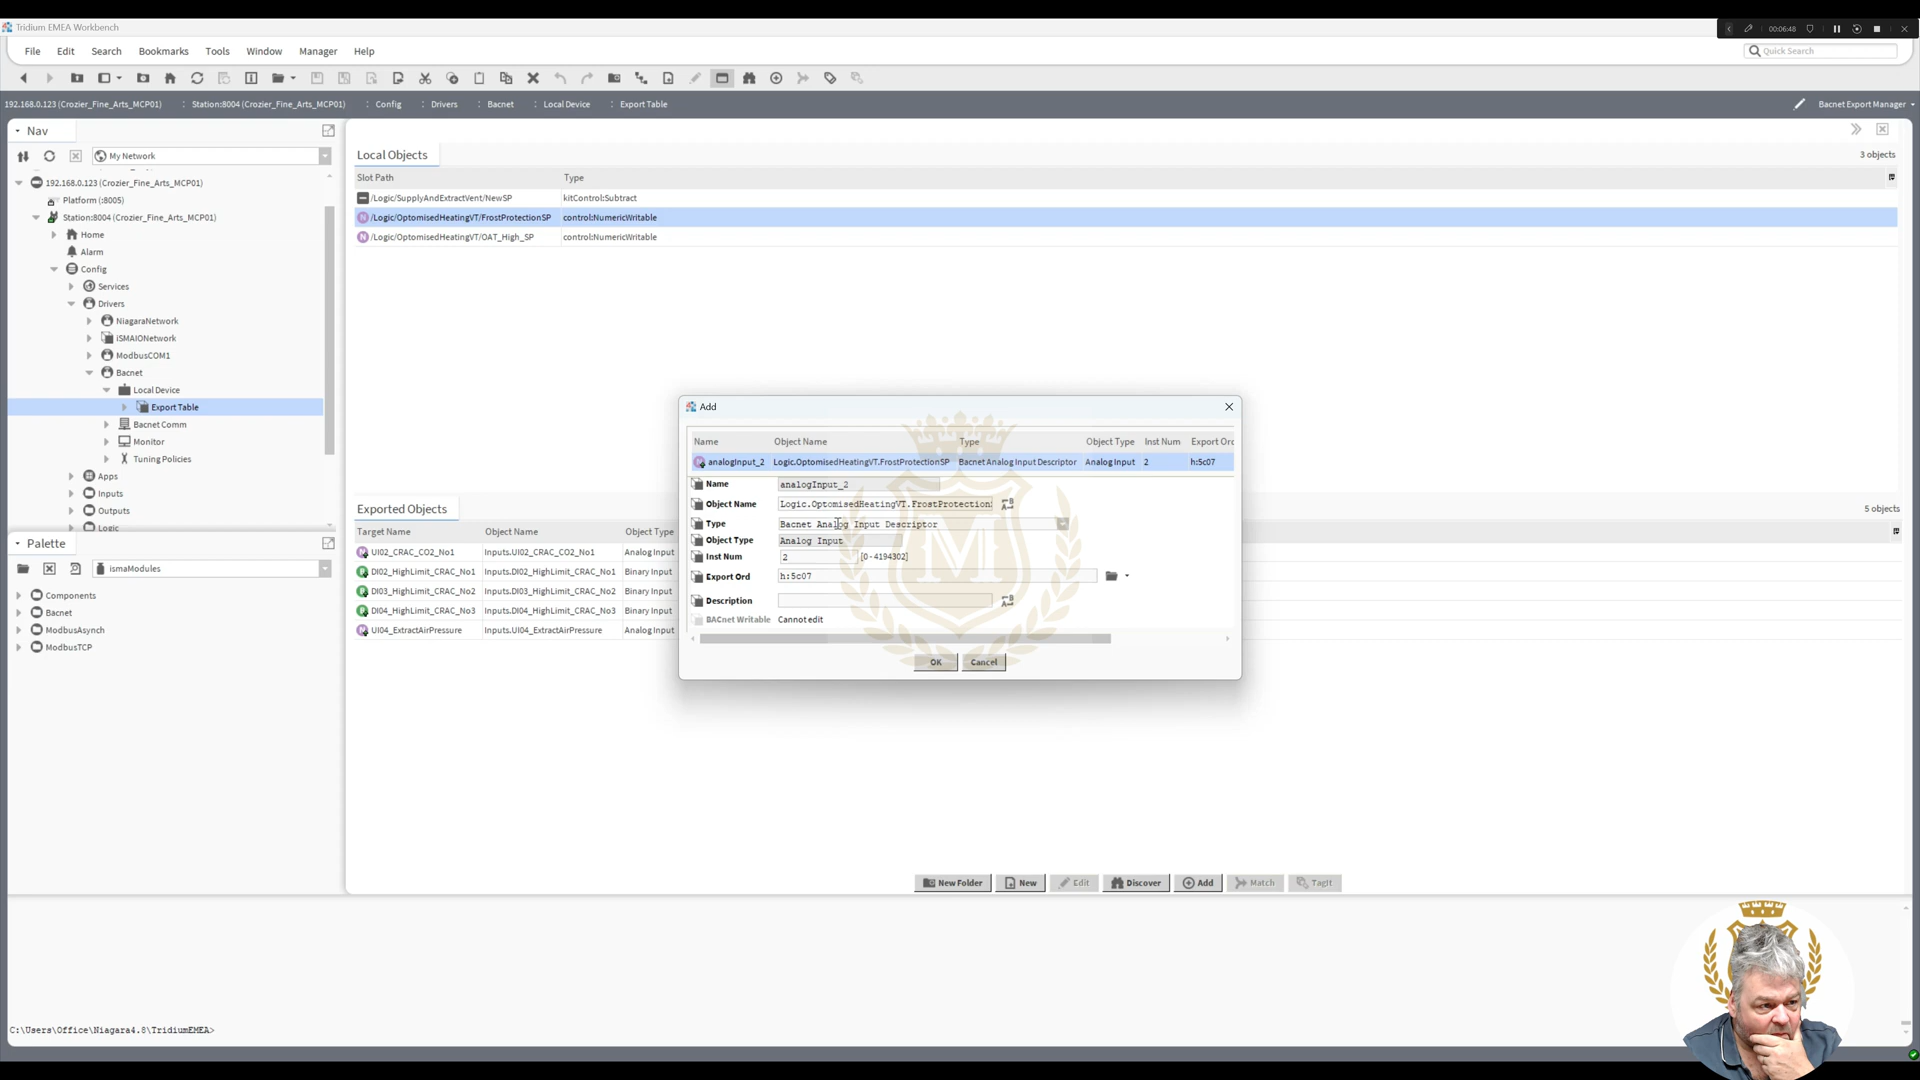 Tridium EMEA Workbench
00:06:48
File Edit Search Bookmarks Tools Window Manager Help
Quick Search
192.168.0.123 (Crozier_Fine_Arts_MCP01) : Station:8004 (Crozier_Fine_Arts_MCP01) : Config : Drivers : Bacnet : Local Device : Export Table
Bacnet Export Manager
Nav
My Network
192.168.0.123 (Crozier_Fine_Arts_MCP01)
Platform (:8005)
Station:8004 (Crozier_Fine_Arts_MCP01)
Home
Alarm
Config
Services
Drivers
NiagaraNetwork
iSMAIONetwork
ModbusCOM1
Bacnet
Local Device
Export Table
Bacnet Comm
Monitor
Tuning Policies
Apps
Inputs
Outputs
Logic
Palette
ismaModules
Components
Bacnet
ModbusAsynch
ModbusTCP
Local Objects
3 objects
Slot Path Type
/Logic/SupplyAndExtractVent/NewSP kitControl:Subtract
/Logic/OptomisedHeatingVT/FrostProtectionSP control:NumericWritable
/Logic/OptomisedHeatingVT/OAT_High_SP control:NumericWritable
Exported Objects
5 objects
Target Name Object Name Object Type
UI02_CRAC_CO2_No1 Inputs.UI02_CRAC_CO2_No1 Analog Input
DI02_HighLimit_CRAC_No1 Inputs.DI02_HighLimit_CRAC_No1 Binary Input
DI03_HighLimit_CRAC_No2 Inputs.DI03_HighLimit_CRAC_No2 Binary Input
DI04_HighLimit_CRAC_No3 Inputs.DI04_HighLimit_CRAC_No3 Binary Input
UI04_ExtractAirPressure Inputs.UI04_ExtractAirPressure Analog Input
Add
Name Object Name Type Object Type Inst Num Export Ord
analogInput_2 Logic.OptomisedHeatingVT.FrostProtectionSP Bacnet Analog Input Descriptor Analog Input 2 h:5c07
Name analogInput_2
Object Name Logic.OptomisedHeatingVT.FrostProtection
Type Bacnet Analog Input Descriptor
Object Type Analog Input
Inst Num 2 [0 - 4194302]
Export Ord h:5c07
Description
BACnet Writable Cannot edit
OK Cancel
New Folder New Edit Discover Add Match TagIt
C:\Users\Office\Niagara4.8\TridiumEMEA>